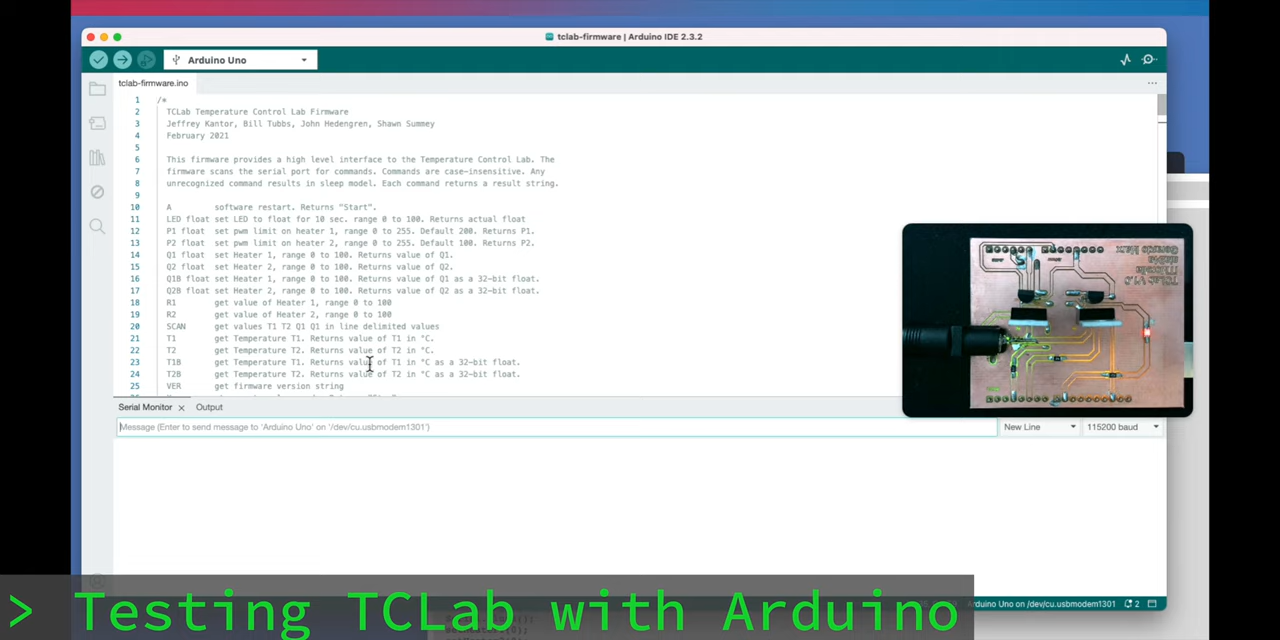 tclab-firmware | Arduino IDE 2.3.2
Arduino Uno
tclab-firmware.ino
1 /*
2 TCLab Temperature Control Lab Firmware
3 Jeffrey Kantor, Bill Tubbs, John Hedengren, Shawn Summey
4 February 2021
5
6 This firmware provides a high level interface to the Temperature Control Lab. The
7 firmware scans the serial port for commands. Commands are case-insensitive. Any
8 unrecognized command results in sleep model. Each command returns a result string.
9
10 A software restart. Returns "Start".
11 LED float set LED to float for 10 sec. range 0 to 100. Returns actual float
12 P1 float set pwm limit on heater 1, range 0 to 255. Default 200. Returns P1.
13 P2 float set pwm limit on heater 2, range 0 to 255. Default 100. Returns P2.
14 Q1 float set Heater 1, range 0 to 100. Returns value of Q1.
15 Q2 float set Heater 2, range 0 to 100. Returns value of Q2.
16 Q1B float set Heater 1, range 0 to 100. Returns value of Q1 as a 32-bit float.
17 Q2B float set Heater 2, range 0 to 100. Returns value of Q2 as a 32-bit float.
18 R1 get value of Heater 1, range 0 to 100
19 R2 get value of Heater 2, range 0 to 100
20 SCAN get values T1 T2 Q1 Q1 in line delimited values
21 T1 get Temperature T1. Returns value of T1 in °C.
22 T2 get Temperature T2. Returns value of T2 in °C.
23 T1B get Temperature T1. Returns value of T1 in °C as a 32-bit float.
24 T2B get Temperature T2. Returns value of T2 in °C as a 32-bit float.
25 VER get firmware version string
Serial Monitor Output
Message (Enter to send message to 'Arduino Uno' on '/dev/cu.usbmodem1301')
New Line
115200 baud
TCLab V1.0
> Testing TCLab with Arduino
Arduino Uno on /dev/cu.usbmodem1301
2